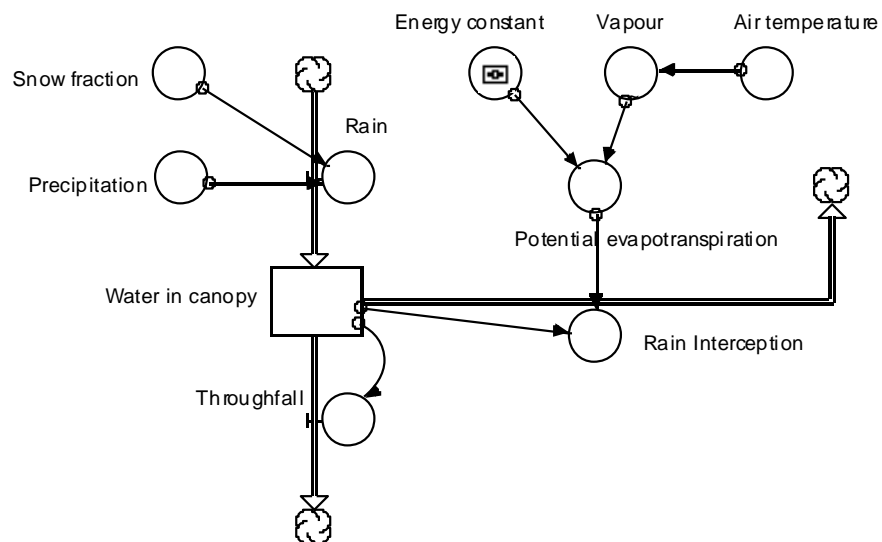 Energy constant
Vapour
Air temperature
Snow fraction
Rain
Precipitation
Potential evapotranspiration
Water in canopy
Rain Interception
Throughfall